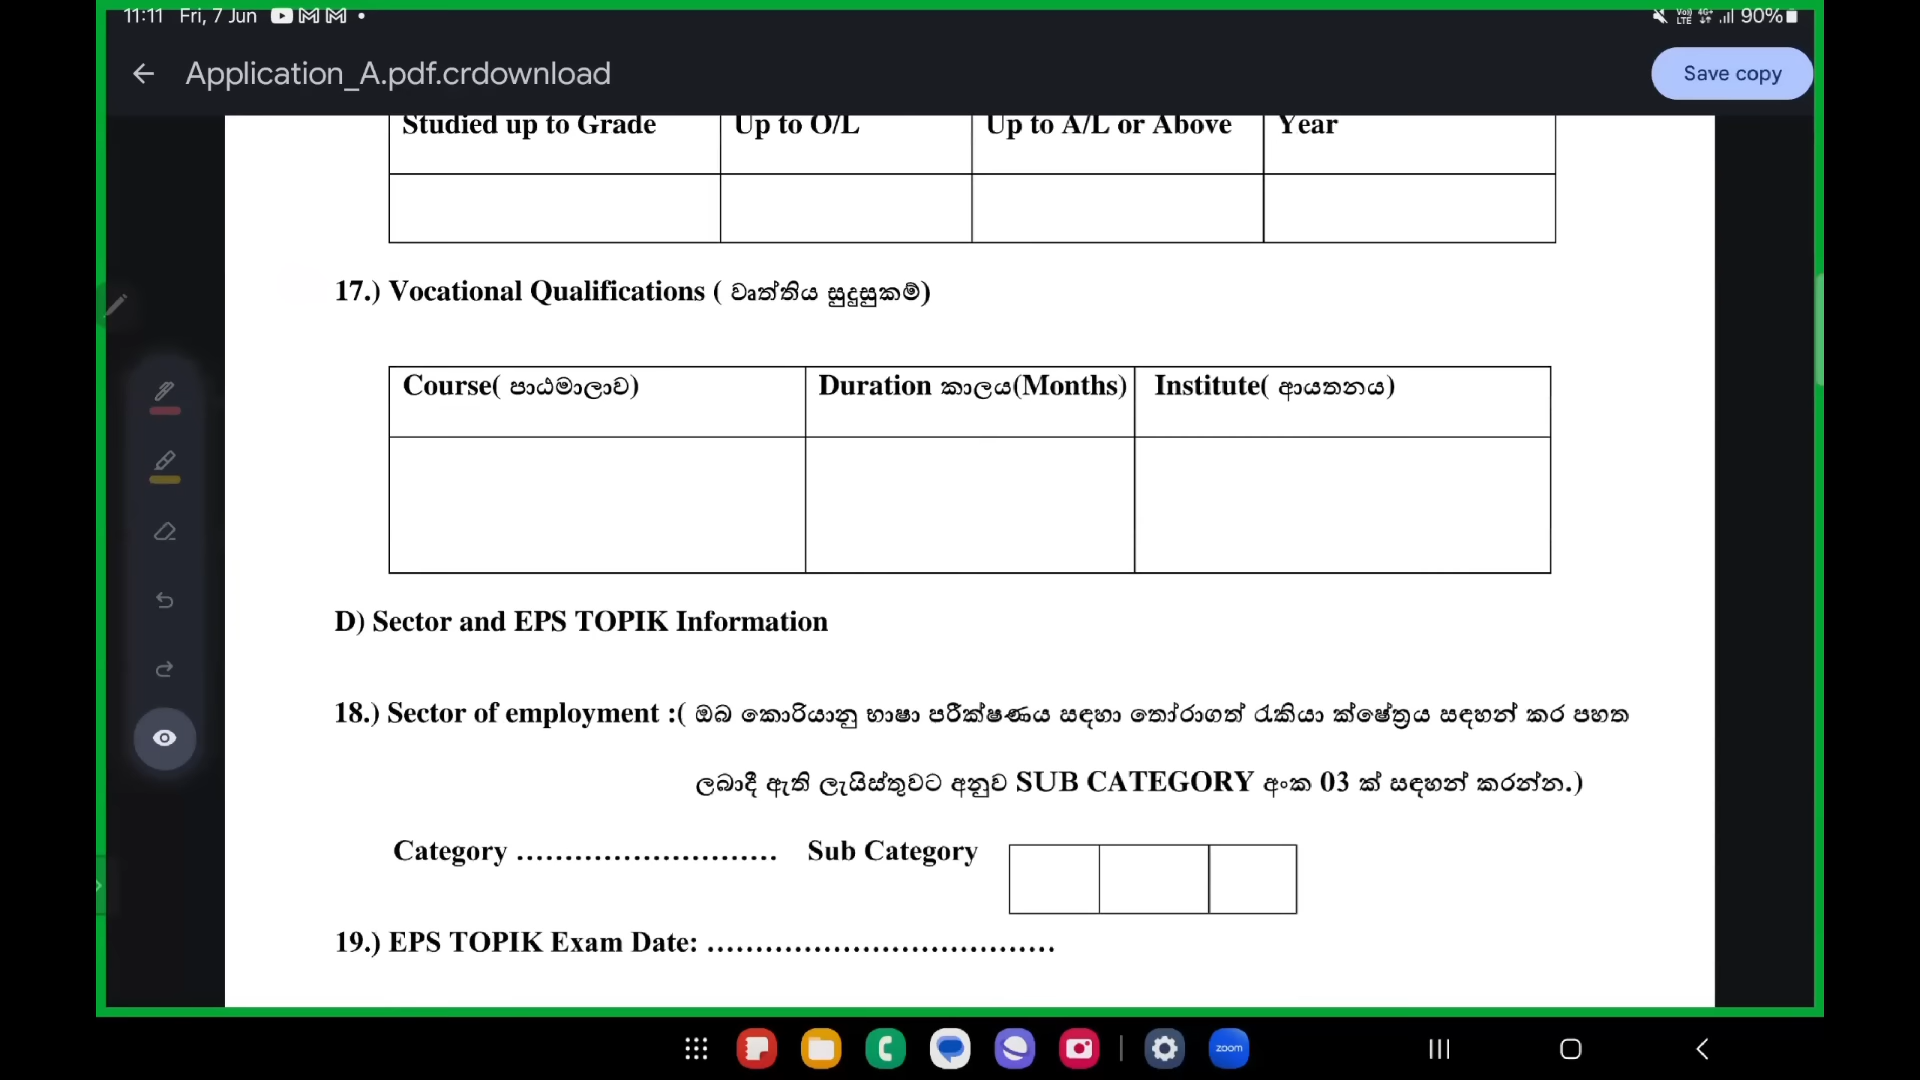 11:11 Fri, 7 Jun
90%
Application_A.pdf.crdownload
Save copy
Studied up to Grade Up to O/L Up to A/L or Above Year
17.) Vocational Qualifications ( වෘත්තිය සුදුසුකම්)
Course( පාඨමාලාව) Duration කාලය(Months) Institute( ආයතනය)
D) Sector and EPS TOPIK Information
18.) Sector of employment :( ඔබ කොරියානු භාෂා පරීක්ෂණය සඳහා තෝරාගත් රැකියා ක්ෂේත්‍රය සඳහන් කර පහත
ලබාදී ඇති ලැයිස්තුවට අනුව SUB CATEGORY අංක 03 ක් සඳහන් කරන්න.)
Category ........................... Sub Category
19.) EPS TOPIK Exam Date: ....................................
zoom